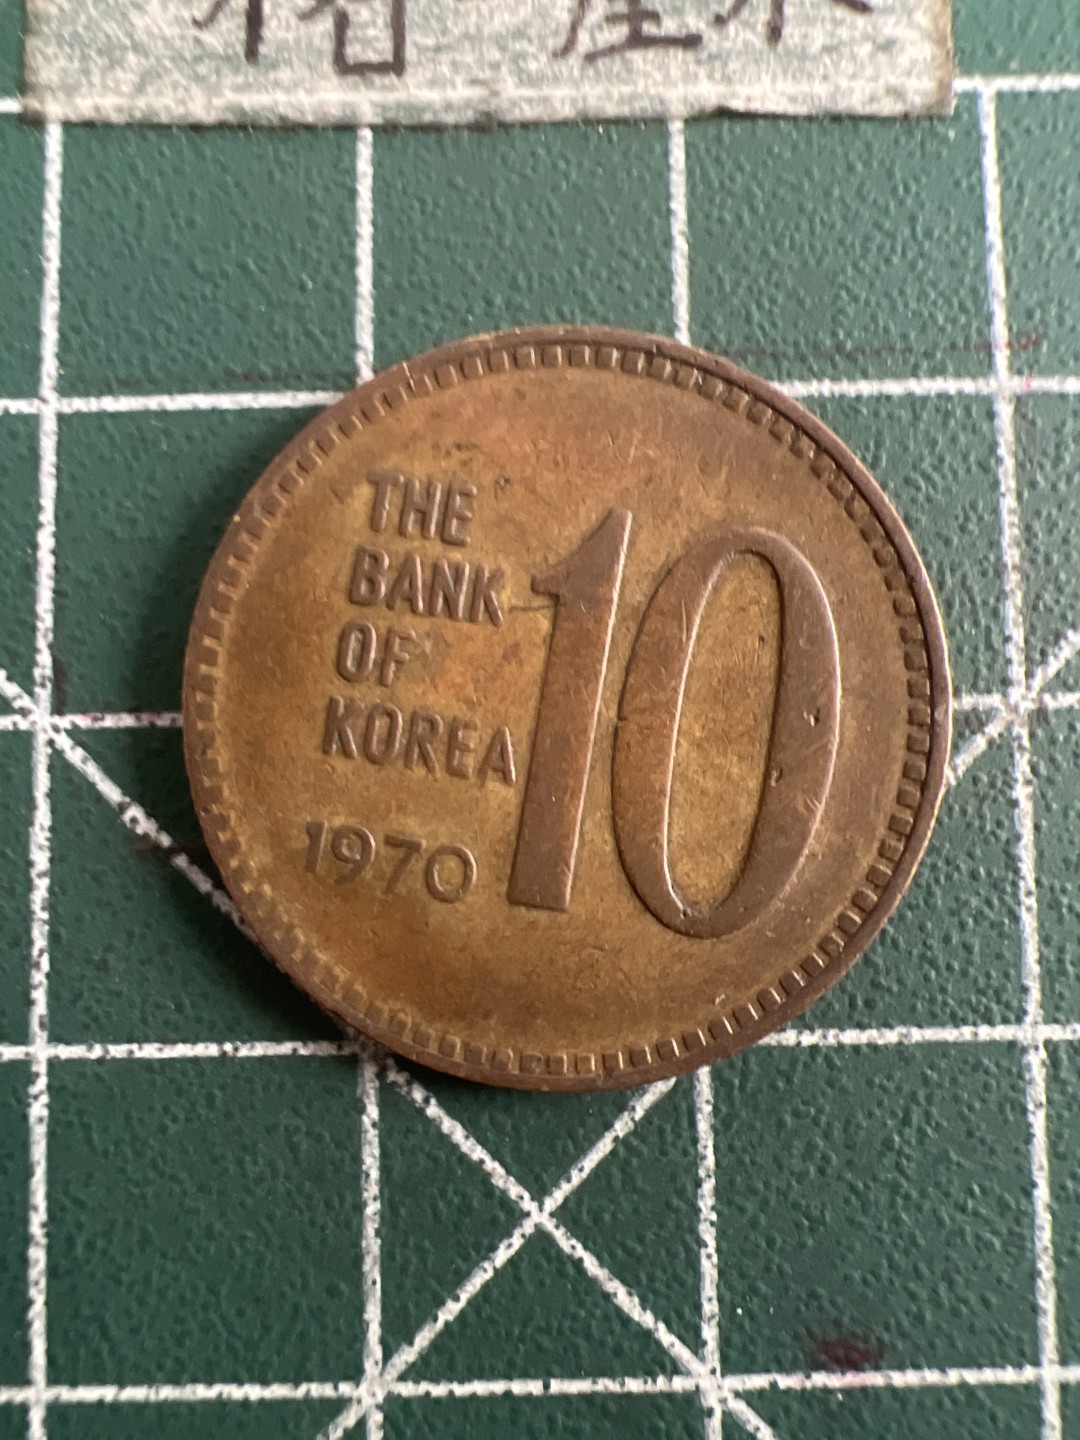 THE
BANK
OF
KOREA
10
1970